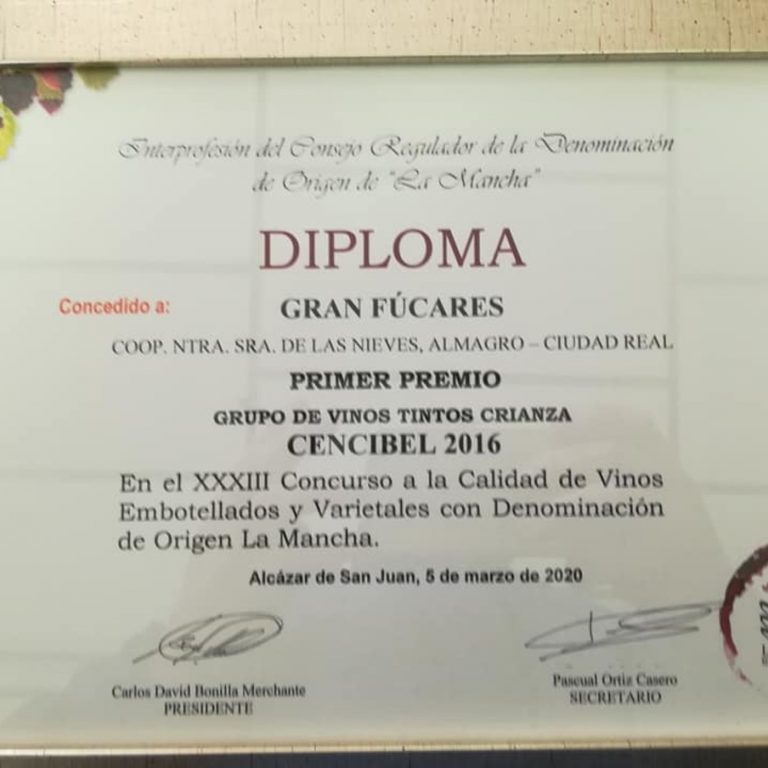 Interprofesión del Consejo Regulador de la Denominación
de Origen de "La Mancha"
DIPLOMA
Concedido a: GRAN FÚCARES
COOP. NTRA. SRA. DE LAS NIEVES, ALMAGRO – CIUDAD REAL
PRIMER PREMIO
GRUPO DE VINOS TINTOS CRIANZA
CENCIBEL 2016
En el XXXIII Concurso a la Calidad de Vinos
Embotellados y Varietales con Denominación
de Origen La Mancha.
Alcázar de San Juan, 5 de marzo de 2020
Carlos David Bonilla Merchante
PRESIDENTE
Pascual Ortiz Casero
SECRETARIO